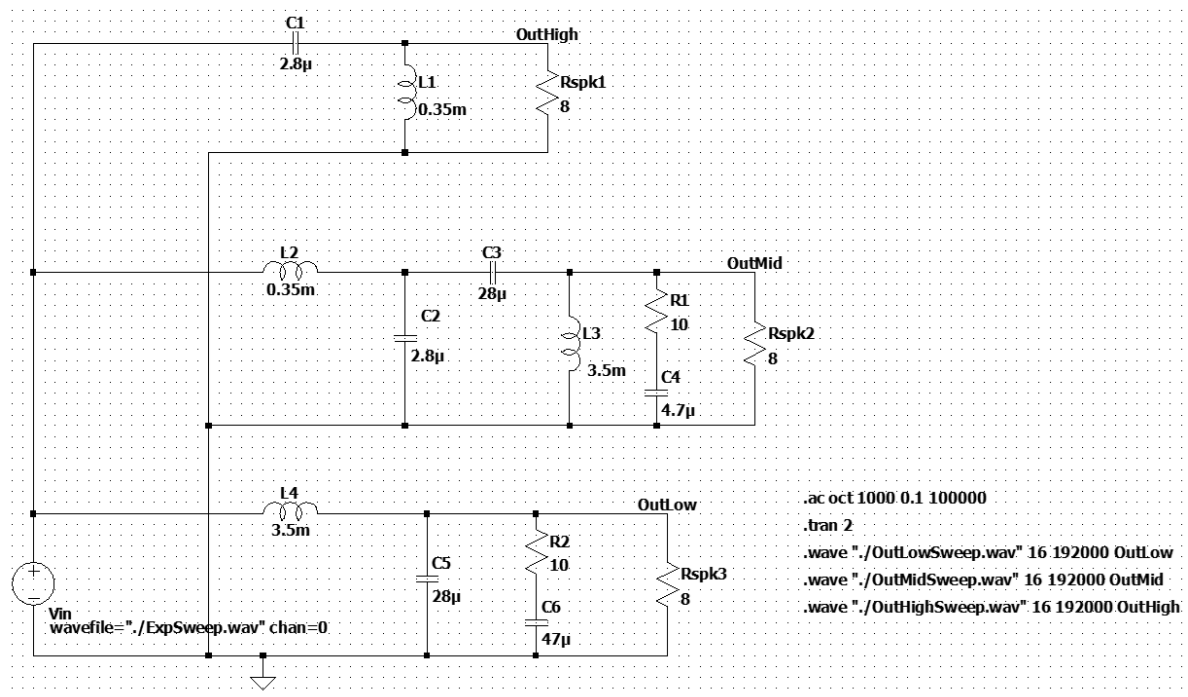 C1
2.8µ
OutHigh
L1
0.35m
Rspk1
8
L2
0.35m
C3
28µ
OutMid
C2
2.8µ
L3
3.5m
R1
10
C4
4.7µ
Rspk2
8
L4
3.5m
OutLow
C5
28µ
R2
10
C6
47µ
Rspk3
8
Vin
wavefile="./ExpSweep.wav" chan=0
.ac oct 1000 0.1 100000
.tran 2
.wave "./OutLowSweep.wav" 16 192000 OutLow
.wave "./OutMidSweep.wav" 16 192000 OutMid
.wave "./OutHighSweep.wav" 16 192000 OutHigh